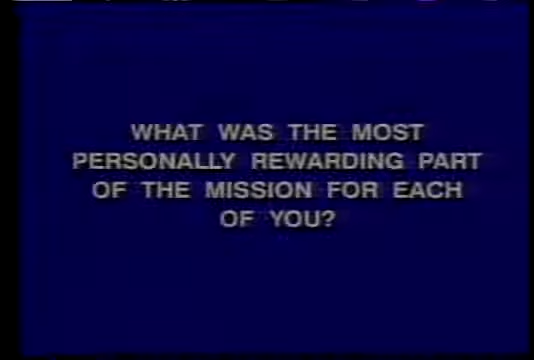 WHAT WAS THE MOST
PERSONALLY REWARDING PART
OF THE MISSION FOR EACH
OF YOU?